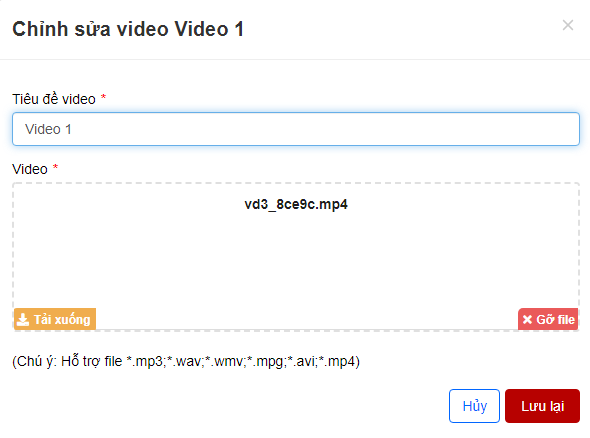 Chỉnh sửa video Video 1
×
Tiêu đề video *
Video 1
Video *
vd3_8ce9c.mp4
Tải xuống
Gỡ file
(Chú ý: Hỗ trợ file *.mp3;*.wav;*.wmv;*.mpg;*.avi;*.mp4)
Hủy
Lưu lại